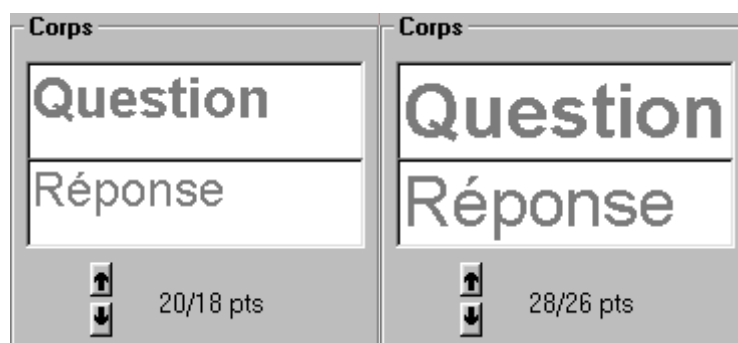 Corps
Question
Réponse
20/18 pts
Corps
Question
Réponse
28/26 pts